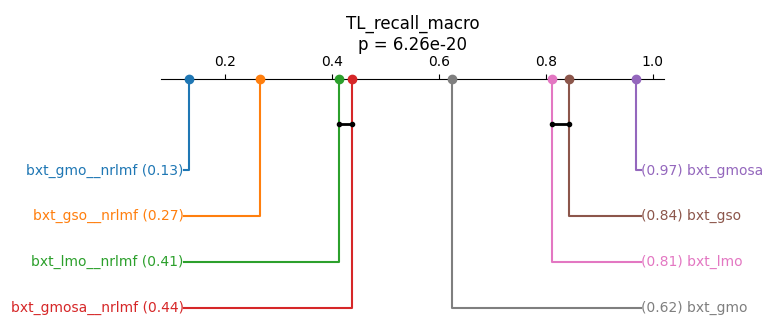 TL_recall_macro
p = 6.26e-20
0.2 0.4 0.6 0.8 1.0
bxt_gmo__nrlmf (0.13) (0.97) bxt_gmosa
bxt_gso__nrlmf (0.27) (0.84) bxt_gso
bxt_lmo__nrlmf (0.41) (0.81) bxt_lmo
bxt_gmosa__nrlmf (0.44) (0.62) bxt_gmo